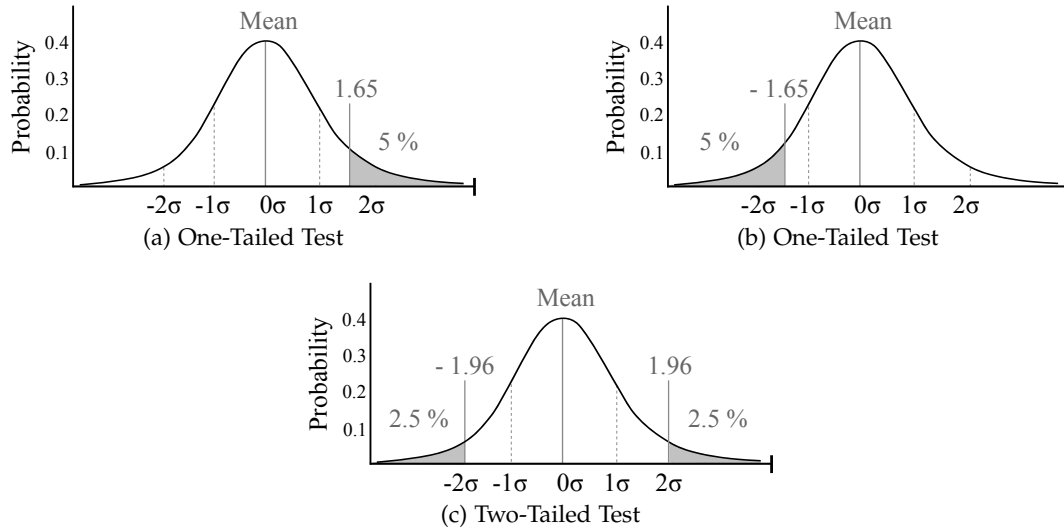 Mean
Probability
0.4
0.3
0.2
0.1
1.65
5 %
-2σ -1σ 0σ 1σ 2σ
(a) One-Tailed Test
Mean
Probability
0.4
0.3
0.2
0.1
- 1.65
5 %
-2σ -1σ 0σ 1σ 2σ
(b) One-Tailed Test
Mean
Probability
0.4
0.3
0.2
0.1
- 1.96
1.96
2.5 %
2.5 %
-2σ -1σ 0σ 1σ 2σ
(c) Two-Tailed Test